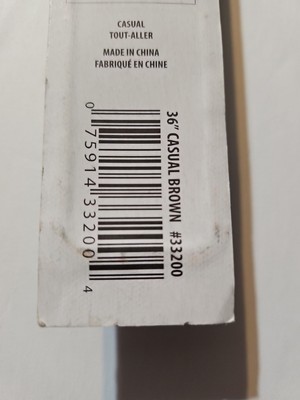 CASUAL
TOUT-ALLER
MADE IN CHINA
FABRIQUÉ EN CHINE
36" CASUAL BROWN #33200
0 75914 33200 4